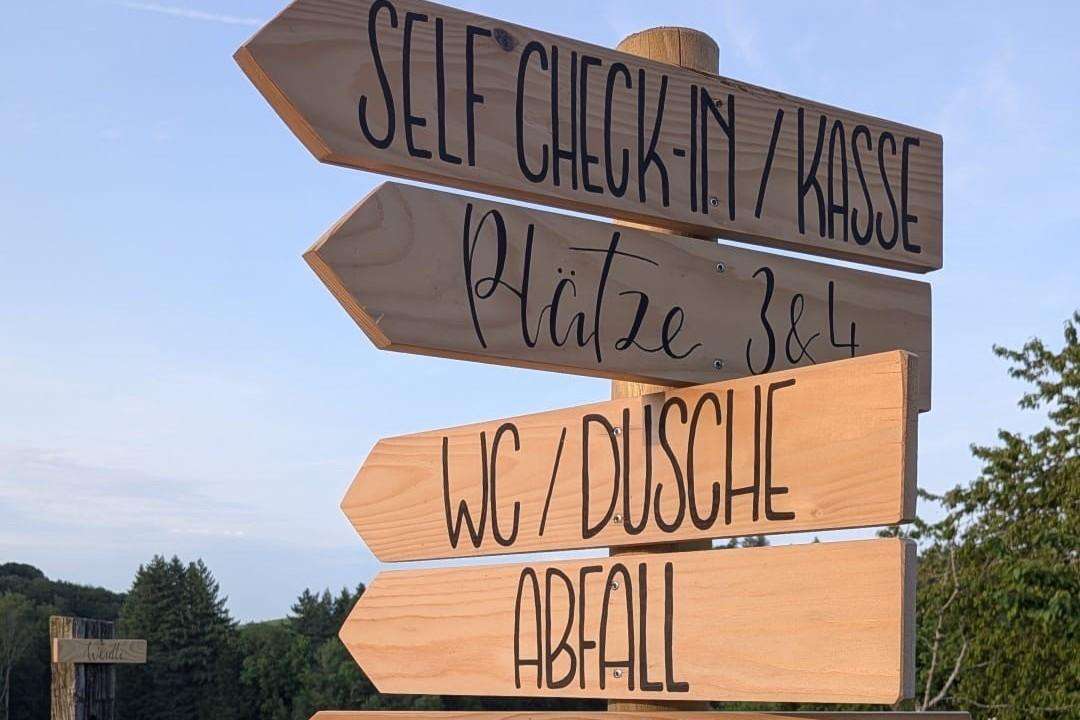 SELF CHECK-IN / KASSE
Plätze 3 & 4
WC / DUSCHE
ABFALL